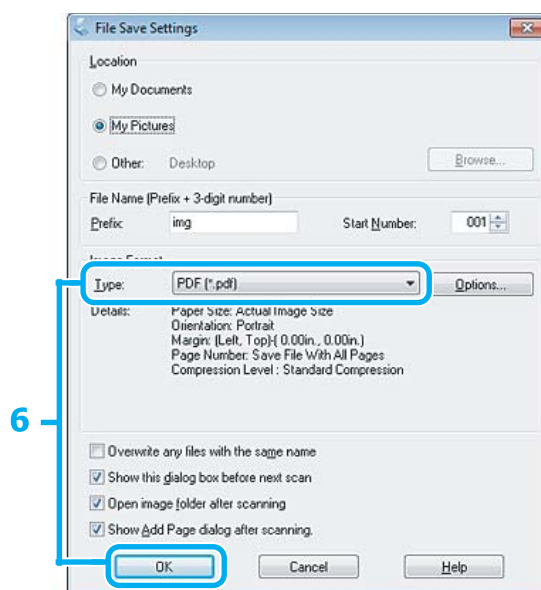 File Save Settings
Location
My Documents
My Pictures
Other: Desktop Browse...
File Name (Prefix + 3-digit number)
Prefix: img Start Number: 001
Image Format
Type: PDF (*.pdf) Options...
Details: Paper Size: Actual Image Size
Orientation: Portrait
Margin: (Left, Top)( 0.00in., 0.00in.)
Page Number: Save File With All Pages
Compression Level : Standard Compression
6
Overwrite any files with the same name
Show this dialog box before next scan
Open image folder after scanning
Show Add Page dialog after scanning.
OK Cancel Help